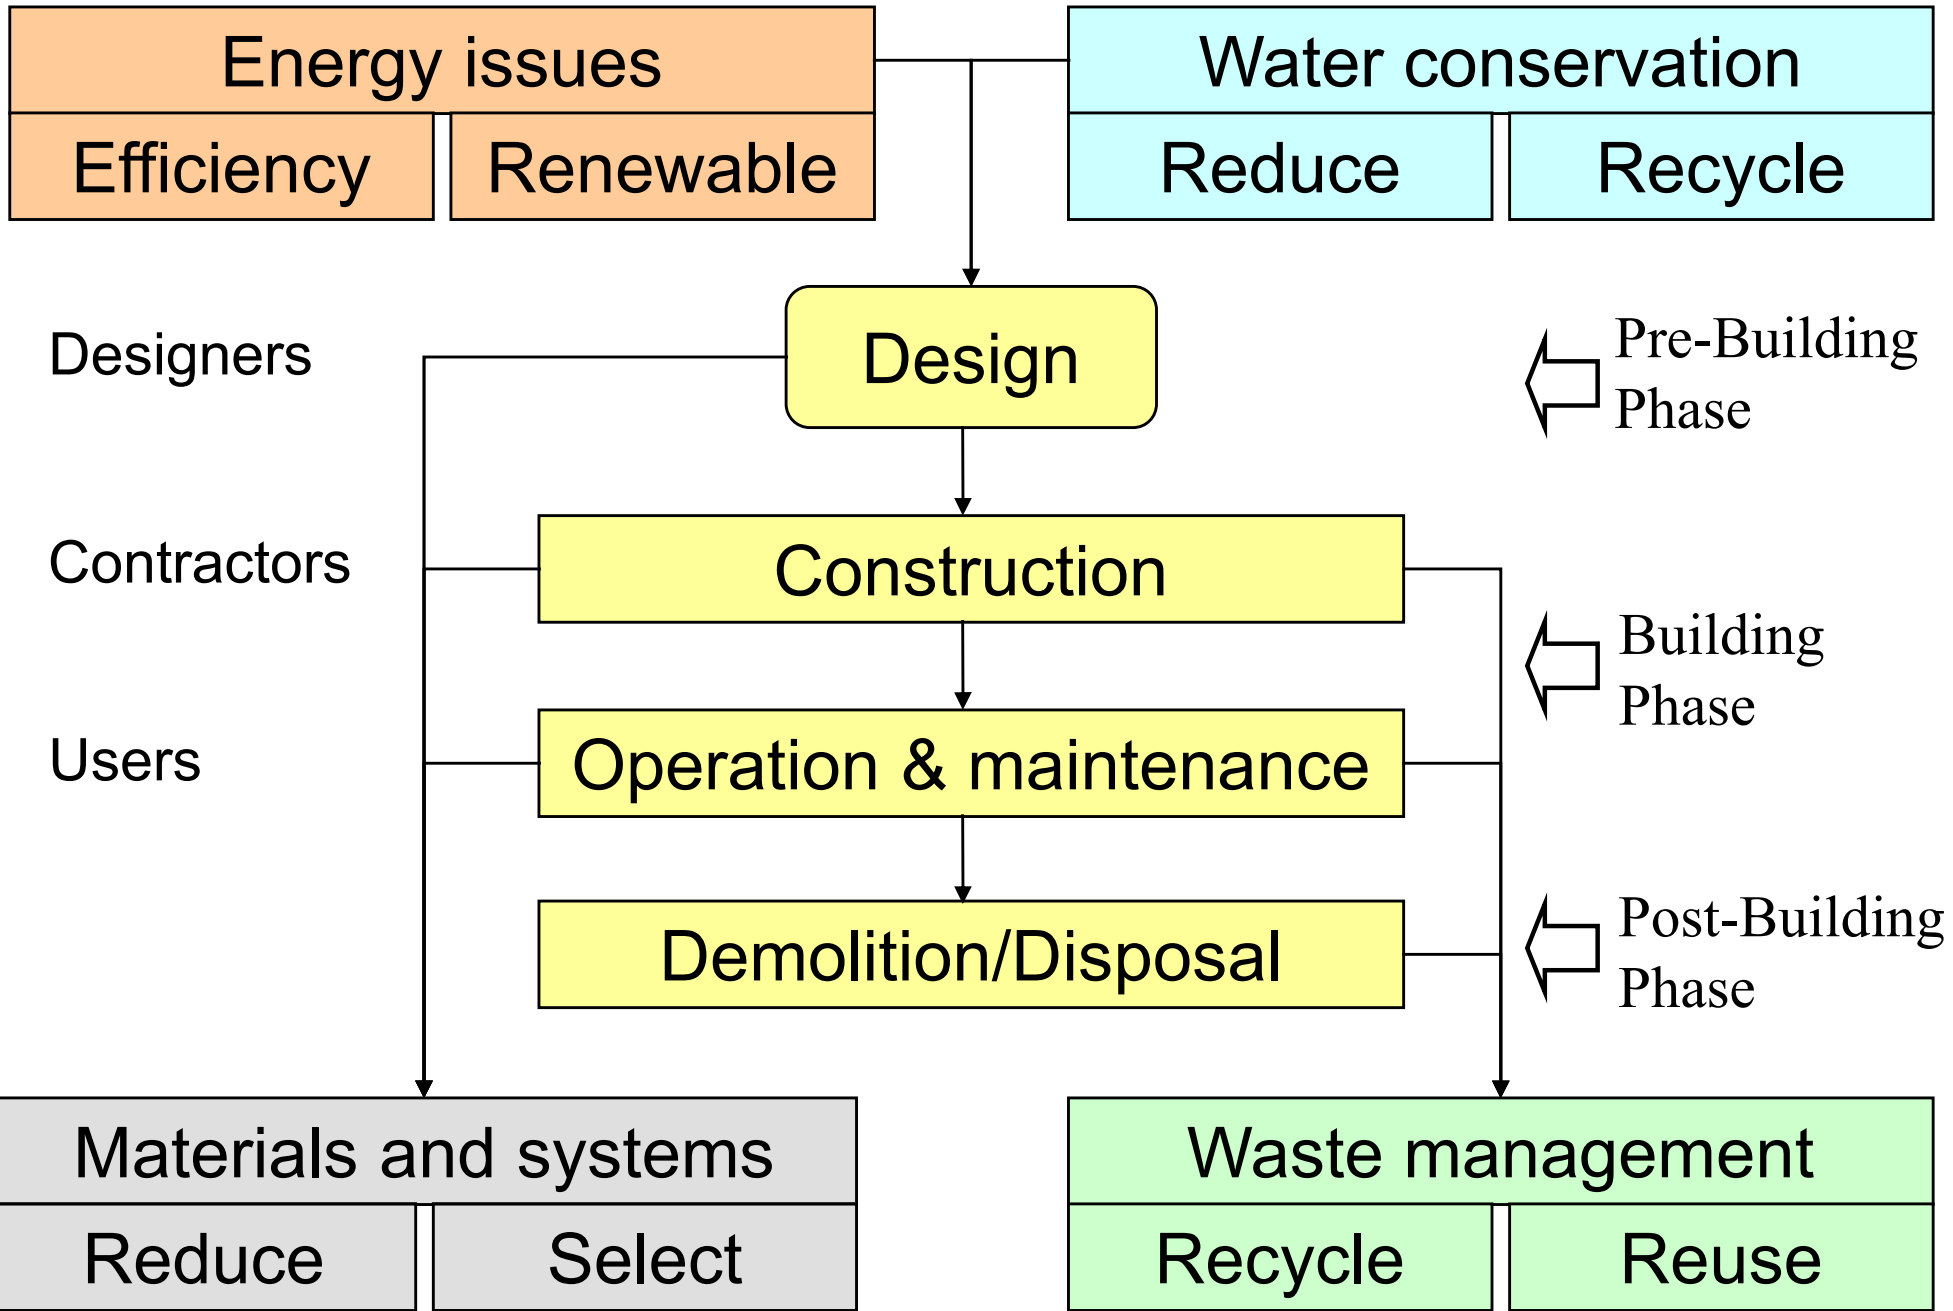 Energy issues
Efficiency
Renewable
Water conservation
Reduce
Recycle
Designers
Design
Pre-Building
Phase
Contractors
Construction
Building
Phase
Users
Operation & maintenance
Demolition/Disposal
Post-Building
Phase
Materials and systems
Reduce
Select
Waste management
Recycle
Reuse